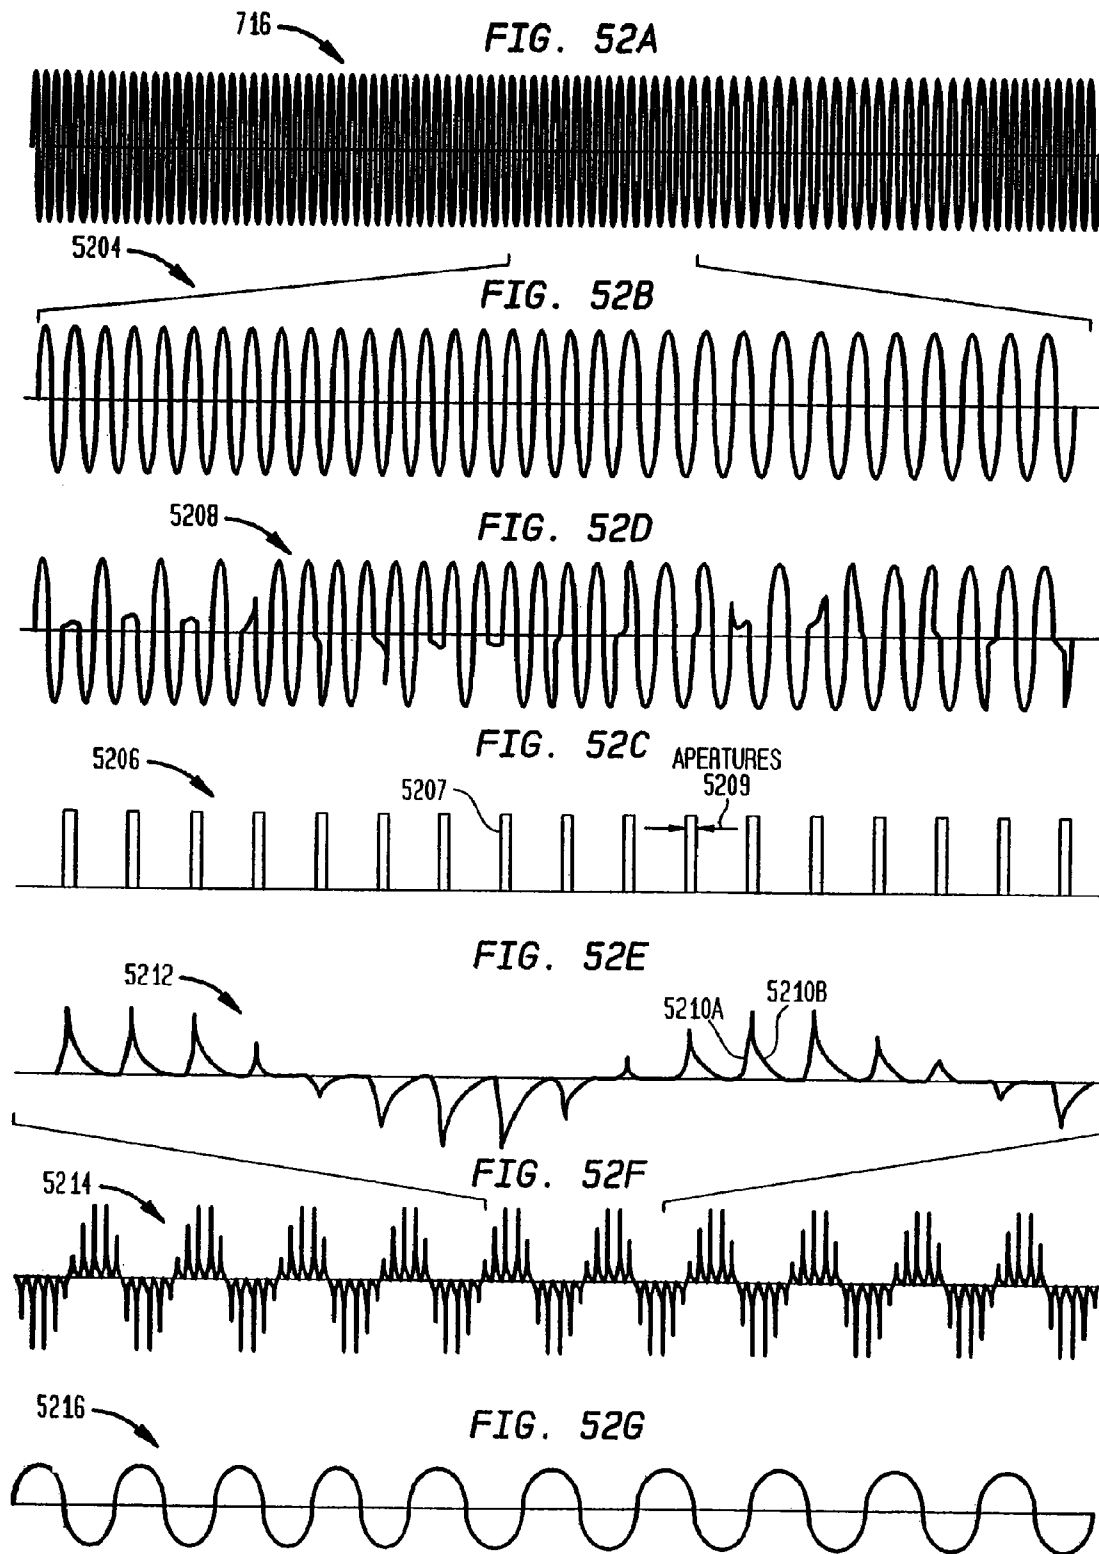 716
FIG. 52A
5204
FIG. 52B
5208
FIG. 52D
FIG. 52C
5206
5207
APERTURES
5209
FIG. 52E
5212
5210A
5210B
FIG. 52F
5214
5216
FIG. 52G